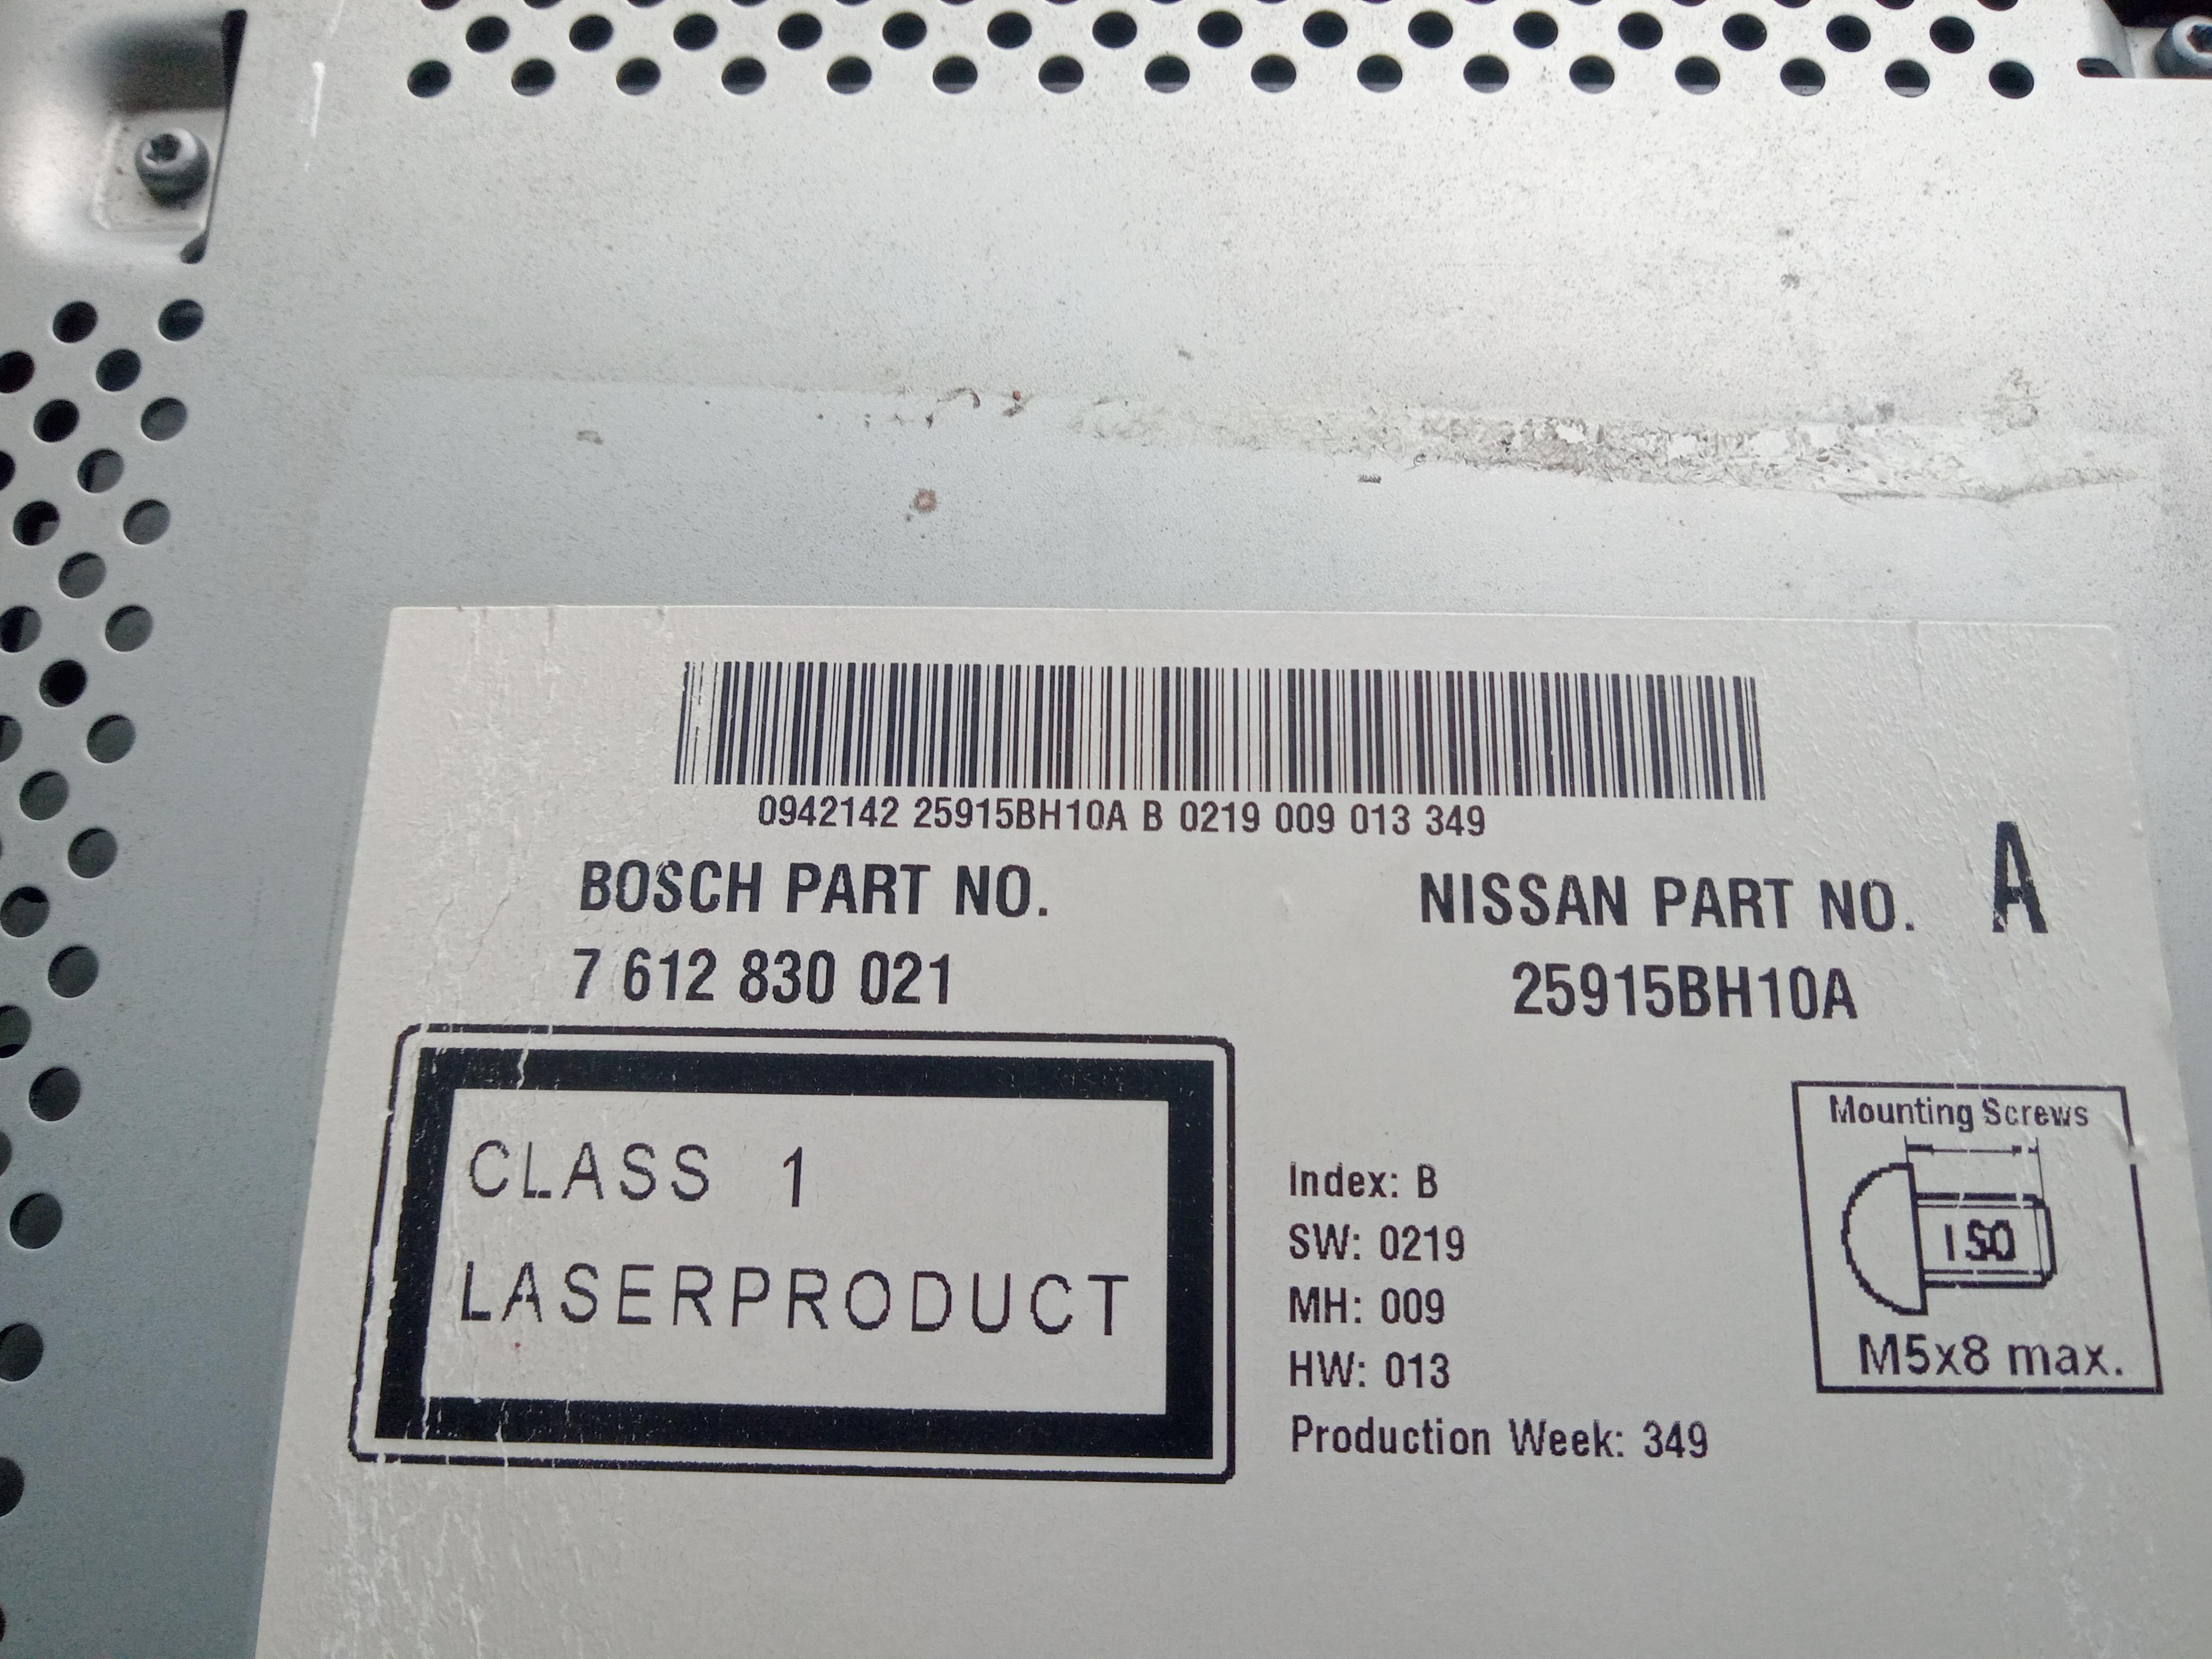 0942142 25915BH10A B 0219 009 013 349
BOSCH PART NO.
7 612 830 021
NISSAN PART NO. A
25915BH10A
CLASS 1
LASERPRODUCT
Index: B
SW: 0219
MH: 009
HW: 013
Production Week: 349
Mounting Screws
ISO
M5x8 max.